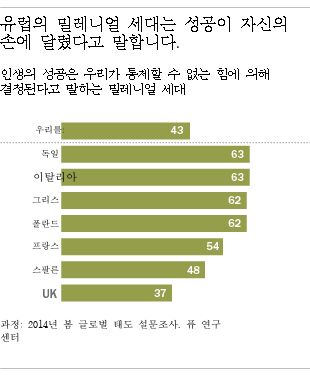 유럽의 밀레니얼 세대는 성공이 자신의
손에 달렸다고 말합니다.
인생의 성공은 우리가 통제할 수 없는 힘에 의해
결정된다고 말하는 밀레니얼 세대
우리를: 43
독일 63
이탈리아 63
그리스 62
폴란드 62
프랑스 54
스팔른 48
UK 37
과정: 2014년 봄 글로벌 태도 설문조사. 퓨 연구
센터